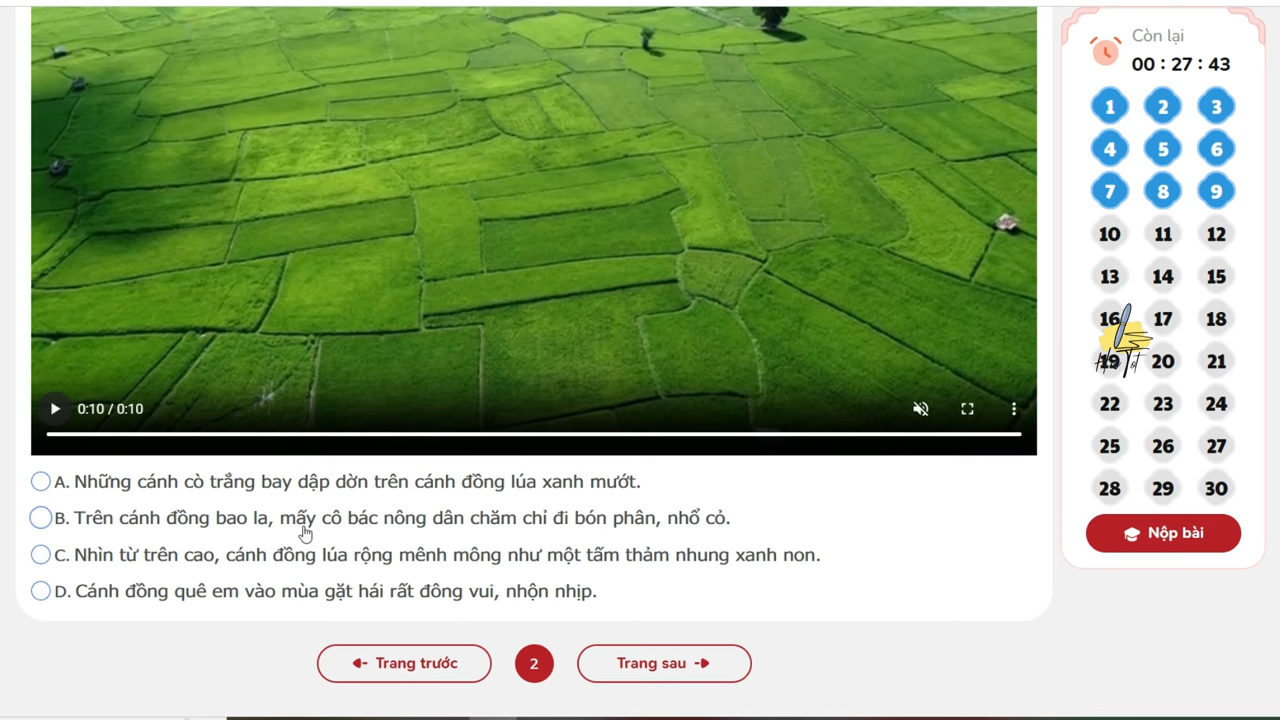 Còn lại
00 : 27 : 43
1 2 3
4 5 6
7 8 9
10 11 12
13 14 15
16 17 18
19 20 21
22 23 24
25 26 27
28 29 30
Nộp bài
0:10 / 0:10
A. Những cánh cò trắng bay dập dờn trên cánh đồng lúa xanh mướt.
B. Trên cánh đồng bao la, mấy cô bác nông dân chăm chỉ đi bón phân, nhổ cỏ.
C. Nhìn từ trên cao, cánh đồng lúa rộng mênh mông như một tấm thảm nhung xanh non.
D. Cánh đồng quê em vào mùa gặt hái rất đông vui, nhộn nhịp.
Trang trước 2 Trang sau